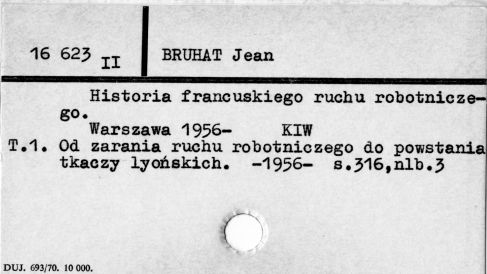 16 623 II BRUHAT Jean
Historia francuskiego ruchu robotnicze-
go.
Warszawa 1956- KIW
T.1. Od zarania ruchu robotniczego do powstania
tkaczy lyońskich. -1956- s.316,nlb.3
DUJ. 693/70. 10 000.